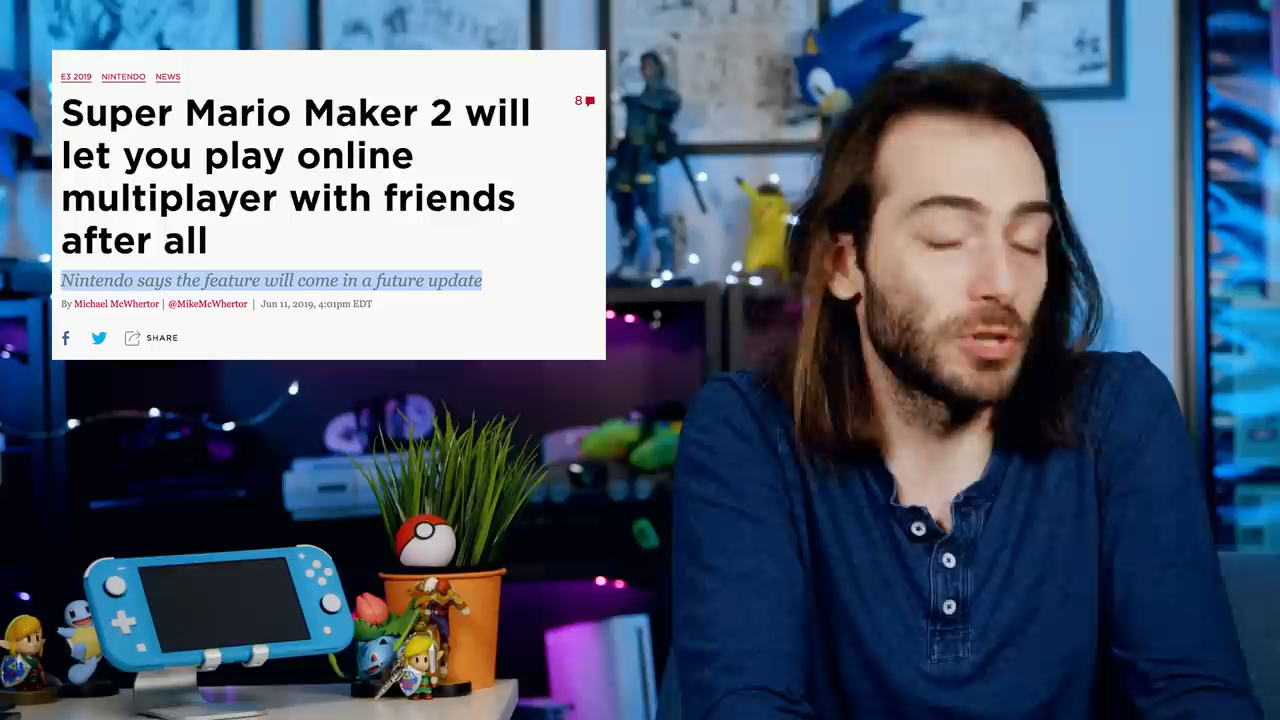 E3 2019 NINTENDO NEWS
Super Mario Maker 2 will
8
let you play online
multiplayer with friends
after all
Nintendo says the feature will come in a future update
By Michael McWhertor | @MikeMcWhertor | Jun 11, 2019, 4:01pm EDT
SHARE